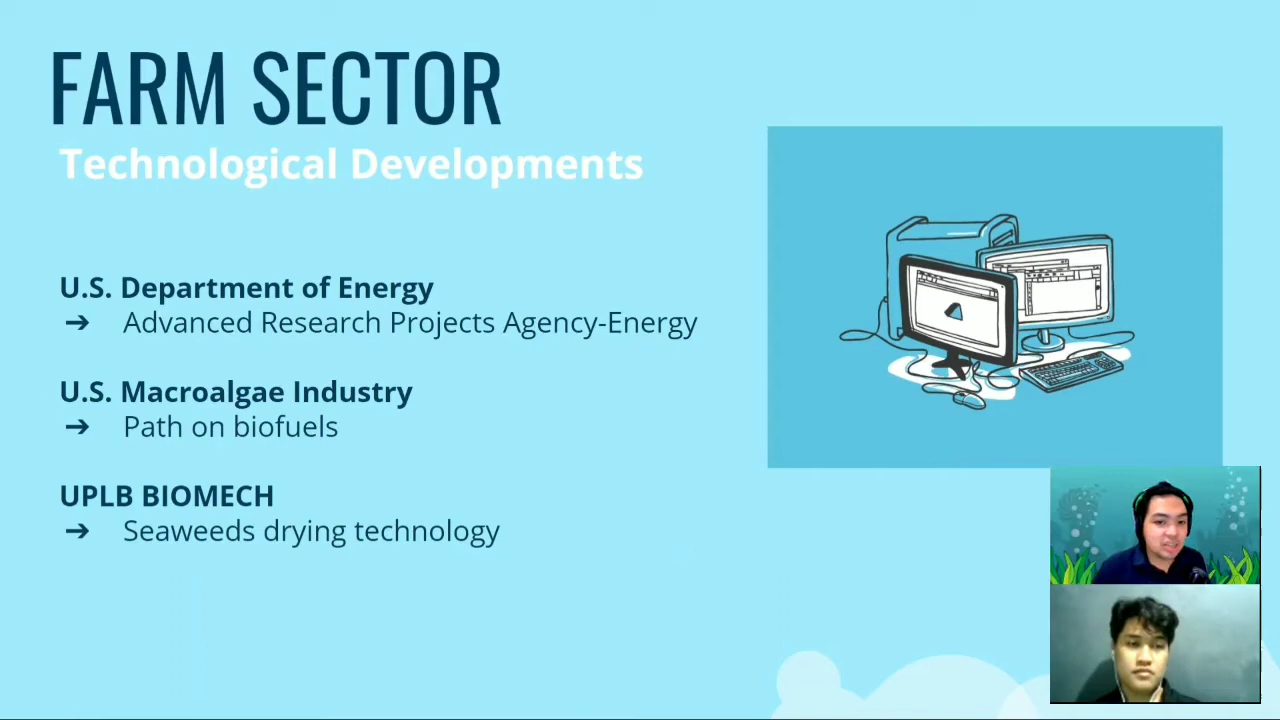 FARM SECTOR
Technological Developments
U.S. Department of Energy
➔ Advanced Research Projects Agency-Energy
U.S. Macroalgae Industry
➔ Path on biofuels
UPLB BIOMECH
➔ Seaweeds drying technology